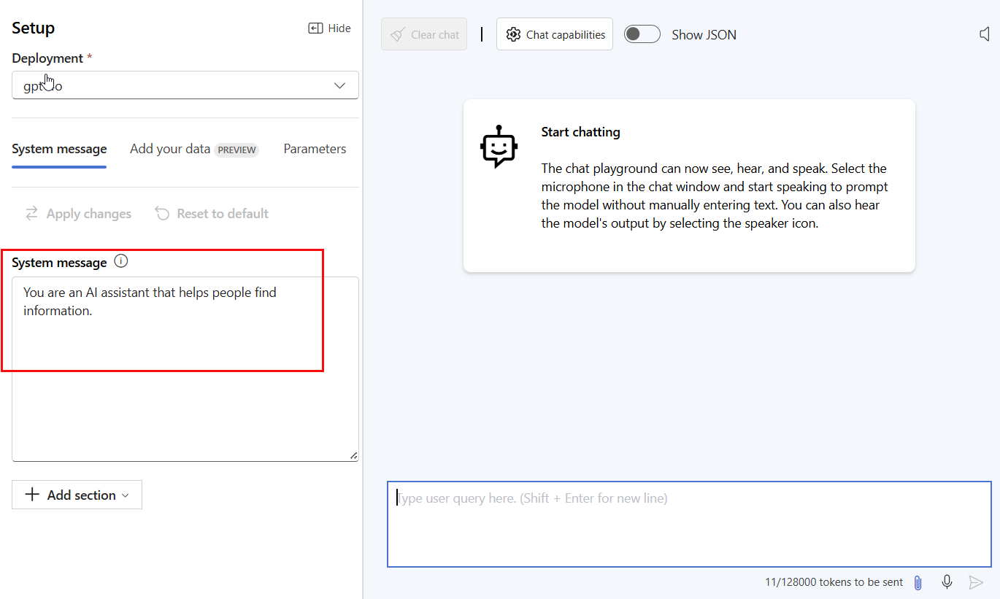 Setup
Hide
Deployment *
System message
Add your data PREVIEW
Parameters
Apply changes
Reset to default
System message
You are an AI assistant that helps people find
information.
Add section
Clear chat
Chat capabilities
Show JSON
Start chatting
The chat playground can now see, hear, and speak. Select the
microphone in the chat window and start speaking to prompt
the model without manually entering text. You can also hear
the model's output by selecting the speaker icon.
Type user query here. (Shift + Enter for new line)
11/128000 tokens to be sent